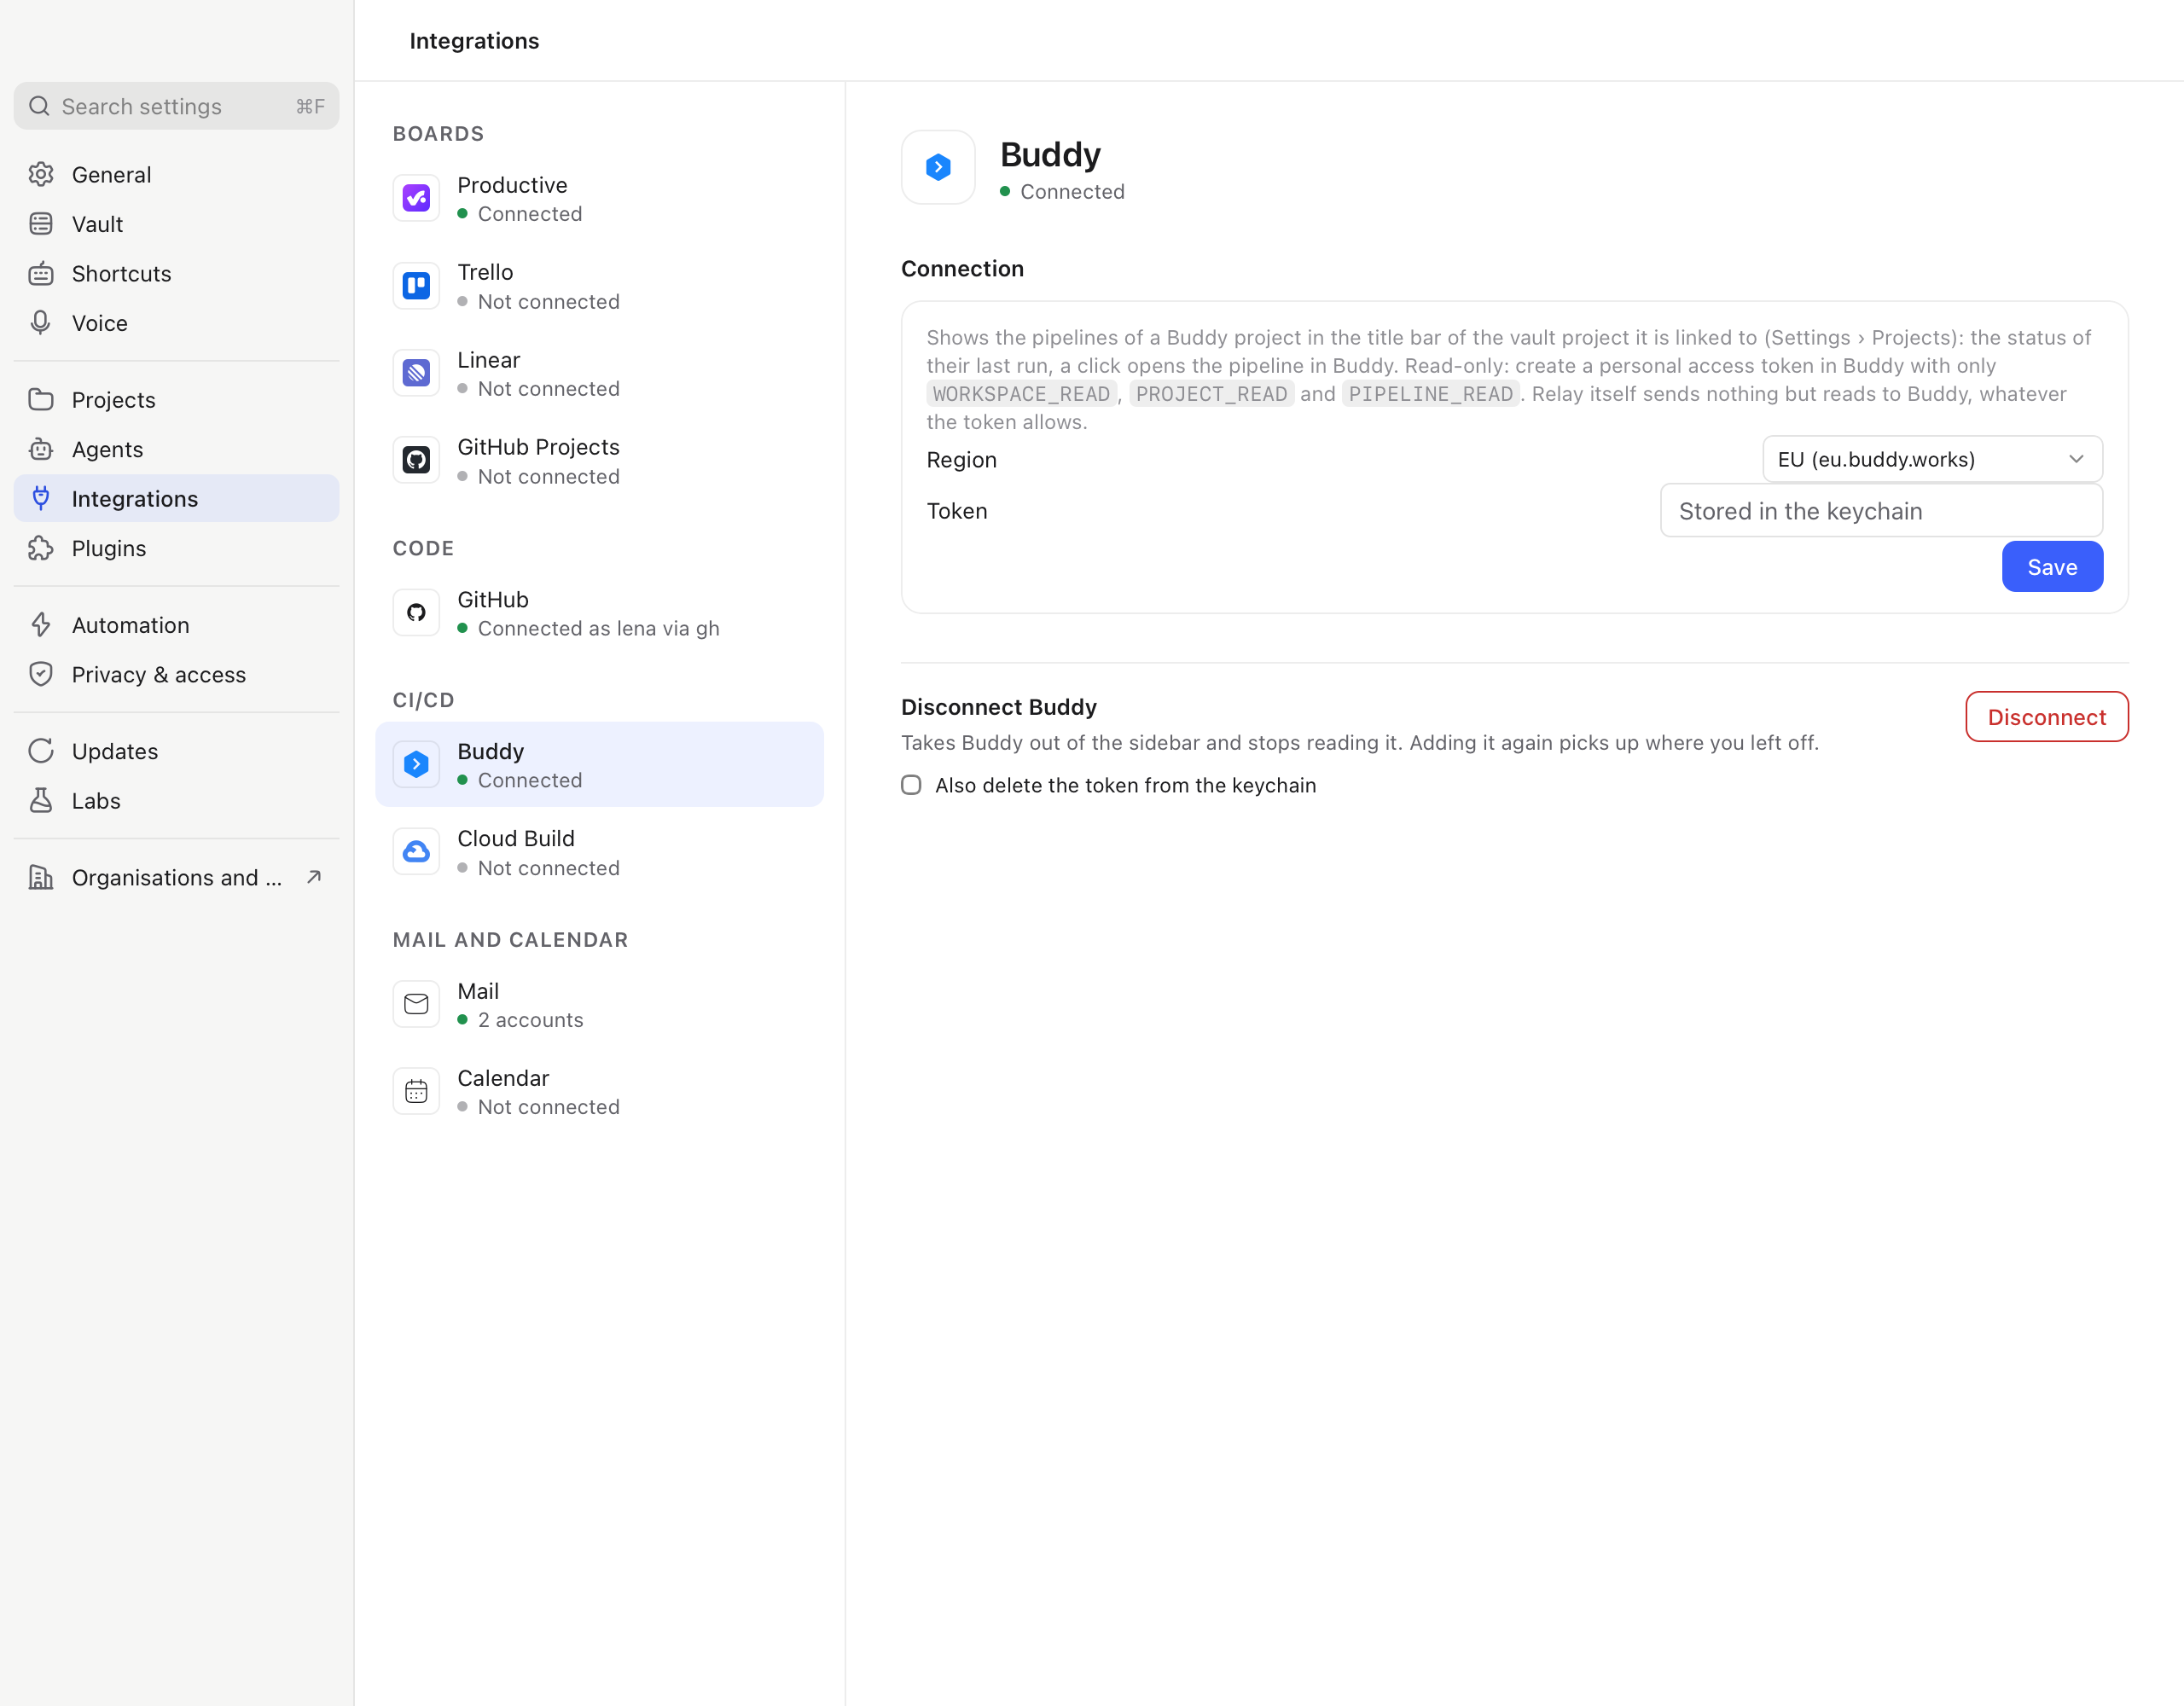 Integrations
Search settings ⌘F
General
Vault
Shortcuts
Voice
Projects
Agents
Integrations
Plugins
Automation
Privacy & access
Updates
Labs
Organisations and ...
BOARDS
Productive
Connected
Trello
Not connected
Linear
Not connected
GitHub Projects
Not connected
CODE
GitHub
Connected as lena via gh
CI/CD
Buddy
Connected
Cloud Build
Not connected
MAIL AND CALENDAR
Mail
2 accounts
Calendar
Not connected
Buddy
Connected
Connection
Shows the pipelines of a Buddy project in the title bar of the vault project it is linked to (Settings › Projects): the status of
their last run, a click opens the pipeline in Buddy. Read-only: create a personal access token in Buddy with only
WORKSPACE_READ, PROJECT_READ and PIPELINE_READ. Relay itself sends nothing but reads to Buddy, whatever
the token allows.
Region
EU (eu.buddy.works)
Token
Stored in the keychain
Save
Disconnect Buddy
Disconnect
Takes Buddy out of the sidebar and stops reading it. Adding it again picks up where you left off.
Also delete the token from the keychain